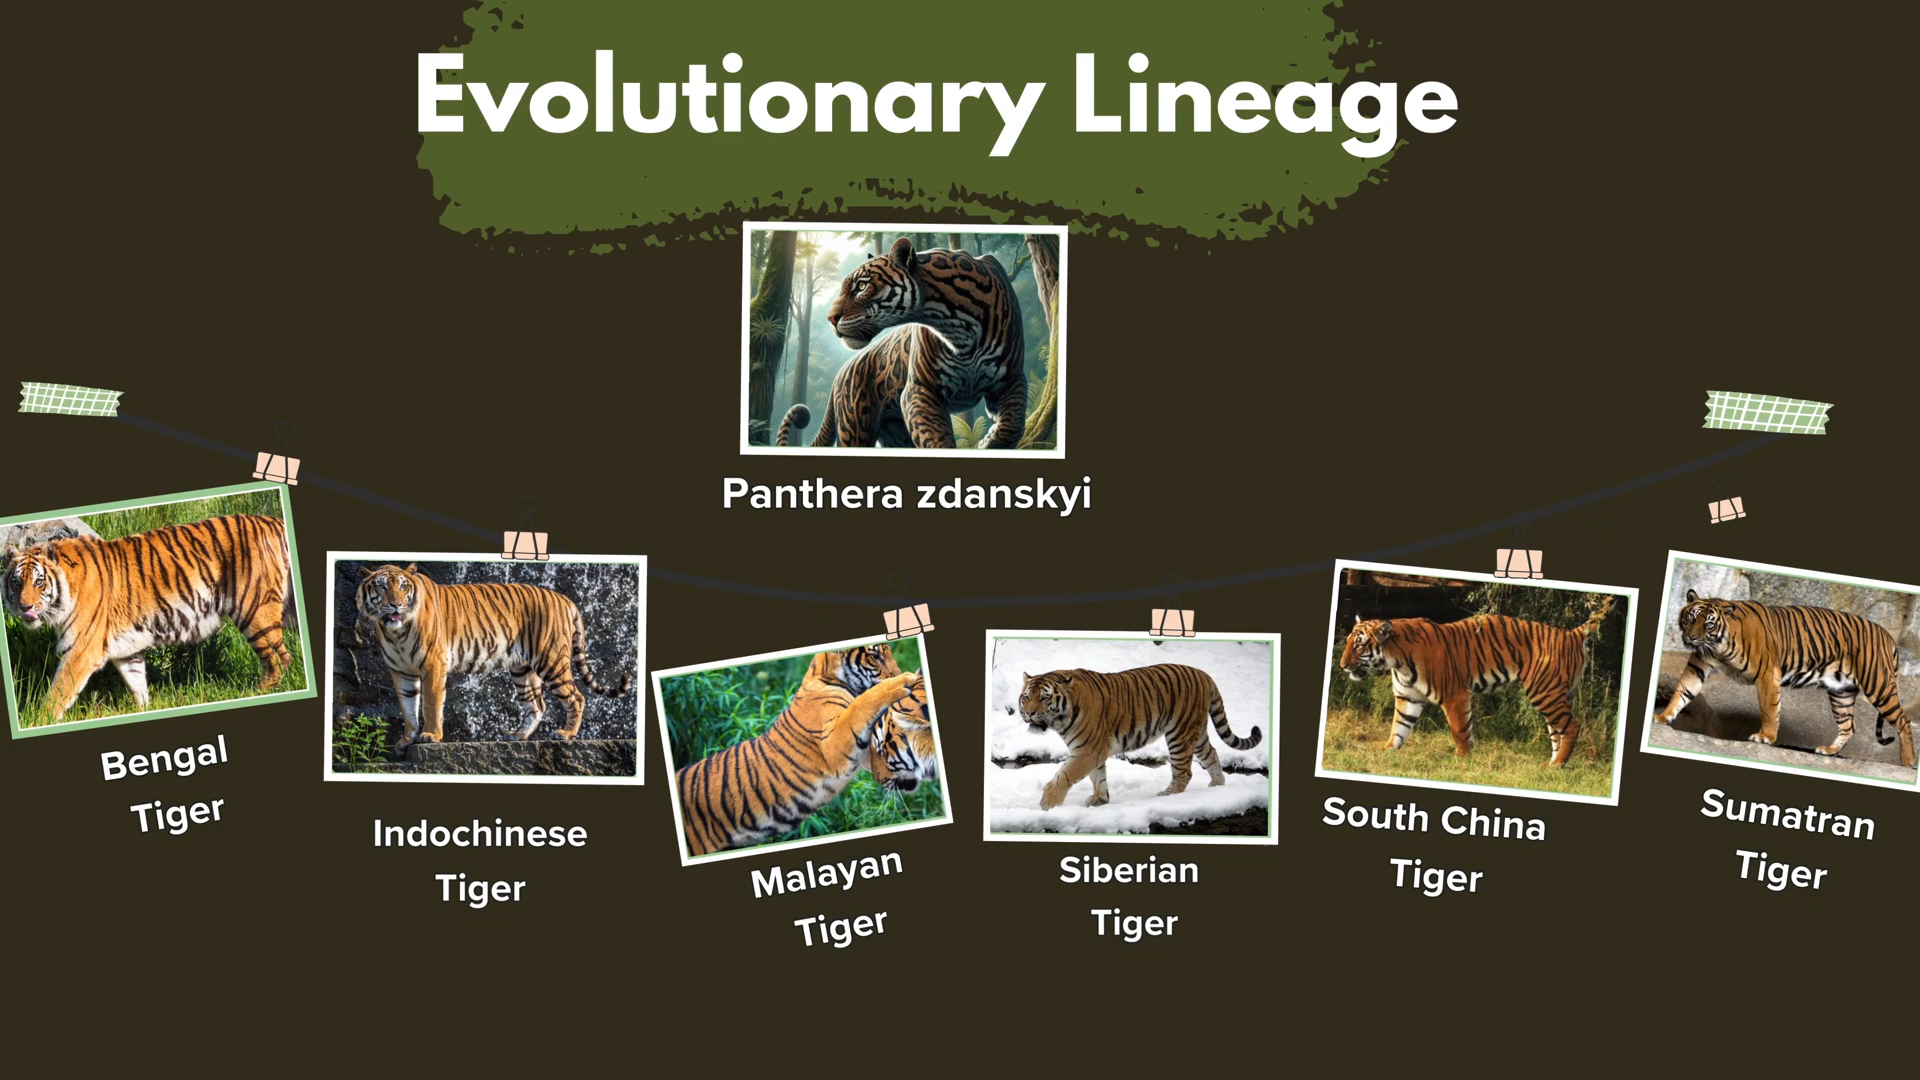 Evolutionary Lineage
Panthera zdanskyi
Bengal
Tiger
Indochinese
Tiger
Malayan
Tiger
Siberian
Tiger
South China
Tiger
Sumatran
Tiger